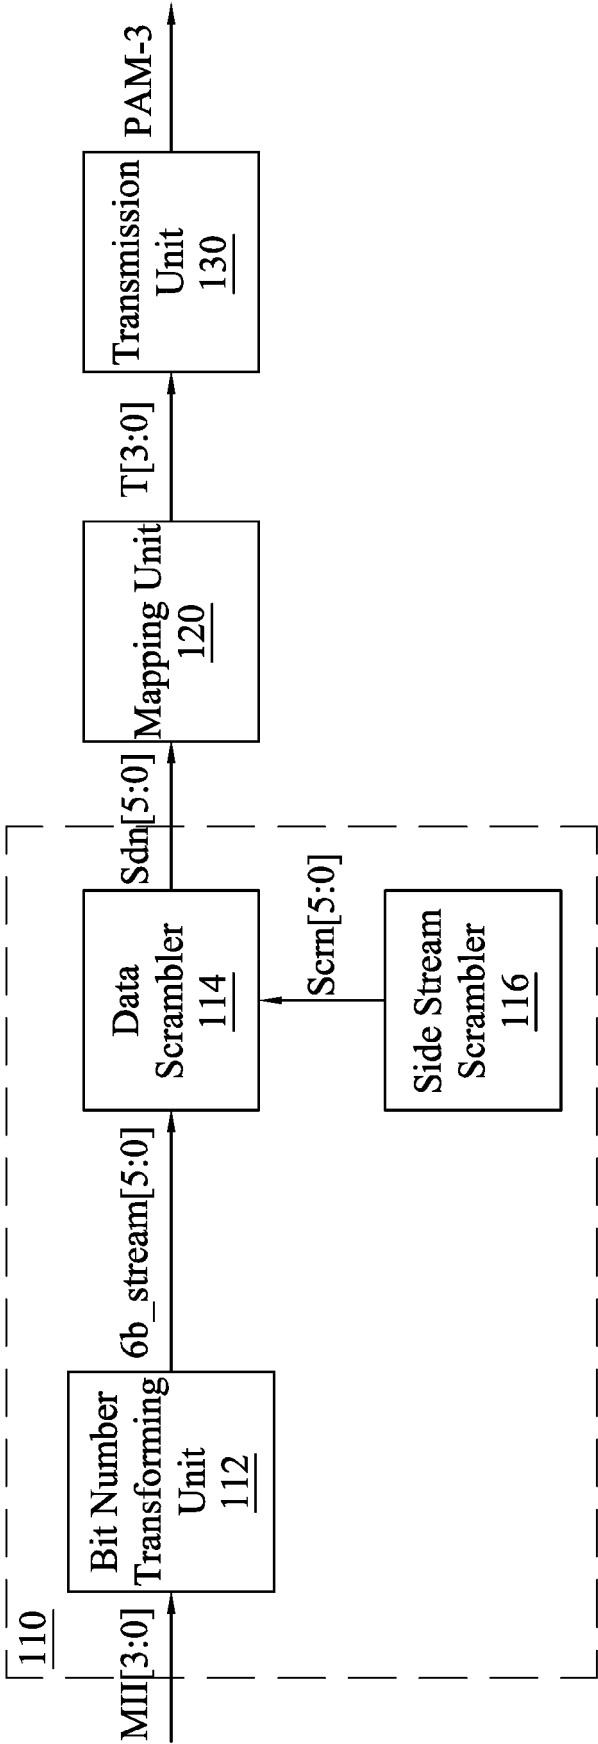 110
MII[3:0]
Bit Number
Transforming
Unit
112
6b_stream[5:0]
Data
Scrambler
114
Scrn[5:0]
Side Stream
Scrambler
116
Sdn[5:0]
Mapping Unit
120
T[3:0]
Transmission
Unit
130
PAM-3